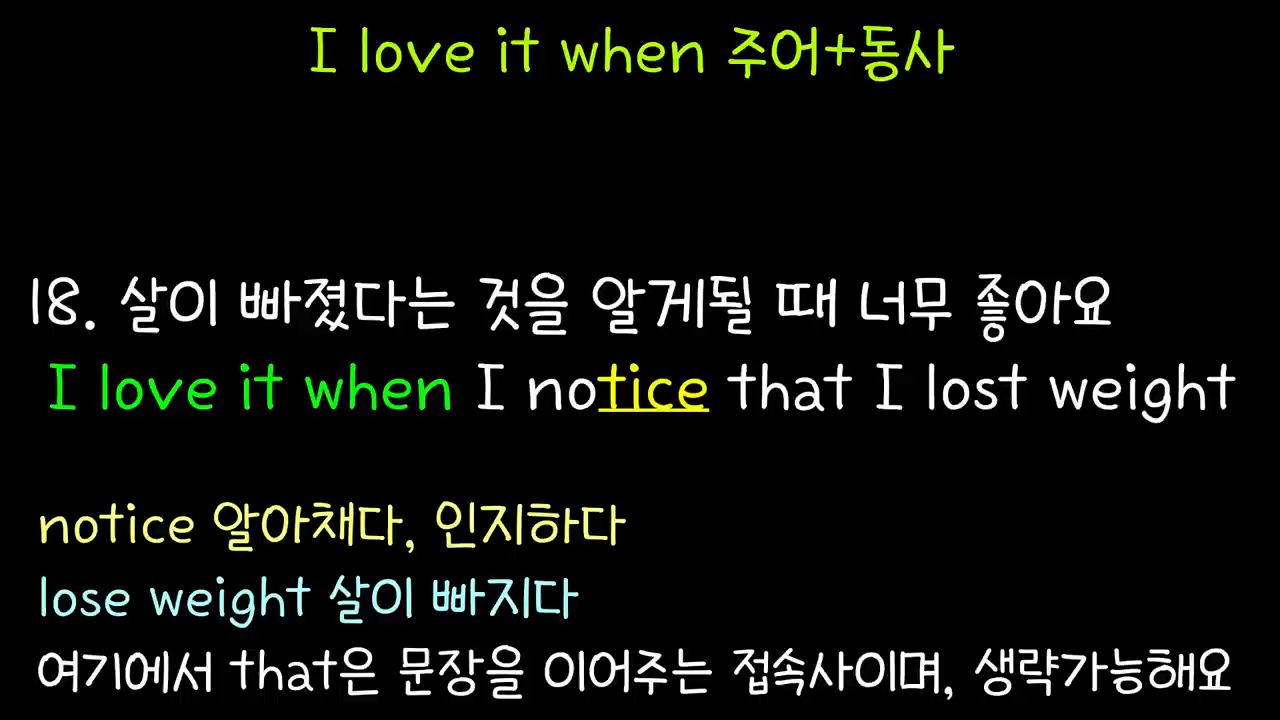 I love it when 주어+동사
18. 살이 빠졌다는 것을 알게될 때 너무 좋아요
I love it when I notice that I lost weight
notice 알아채다, 인지하다
lose weight 살이 빠지다
여기에서 that은 문장을 이어주는 접속사이며, 생략가능해요